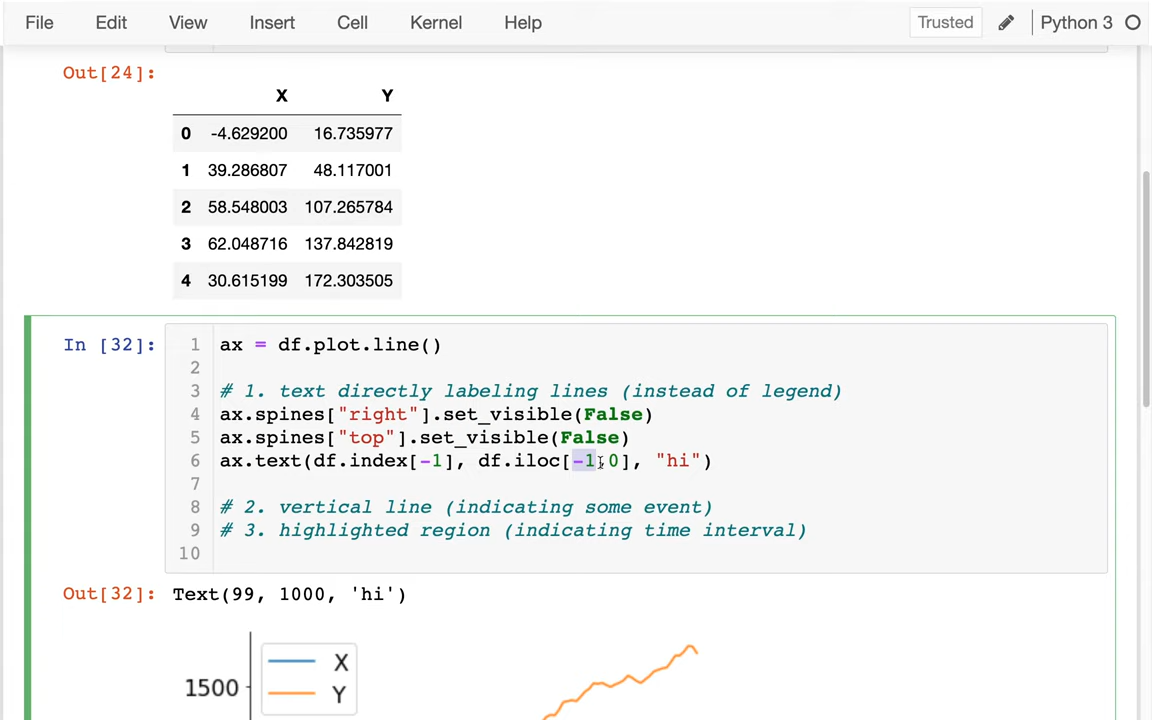 File Edit View Insert Cell Kernel Help Trusted Python 3
Out[24]:
X Y
0 -4.629200 16.735977
1 39.286807 48.117001
2 58.548003 107.265784
3 62.048716 137.842819
4 30.615199 172.303505
In [32]:
1 ax = df.plot.line()
2
3 # 1. text directly labeling lines (instead of legend)
4 ax.spines["right"].set_visible(False)
5 ax.spines["top"].set_visible(False)
6 ax.text(df.index[-1], df.iloc[-1,0], "hi")
7
8 # 2. vertical line (indicating some event)
9 # 3. highlighted region (indicating time interval)
10
Out[32]: Text(99, 1000, 'hi')
X
1500 Y